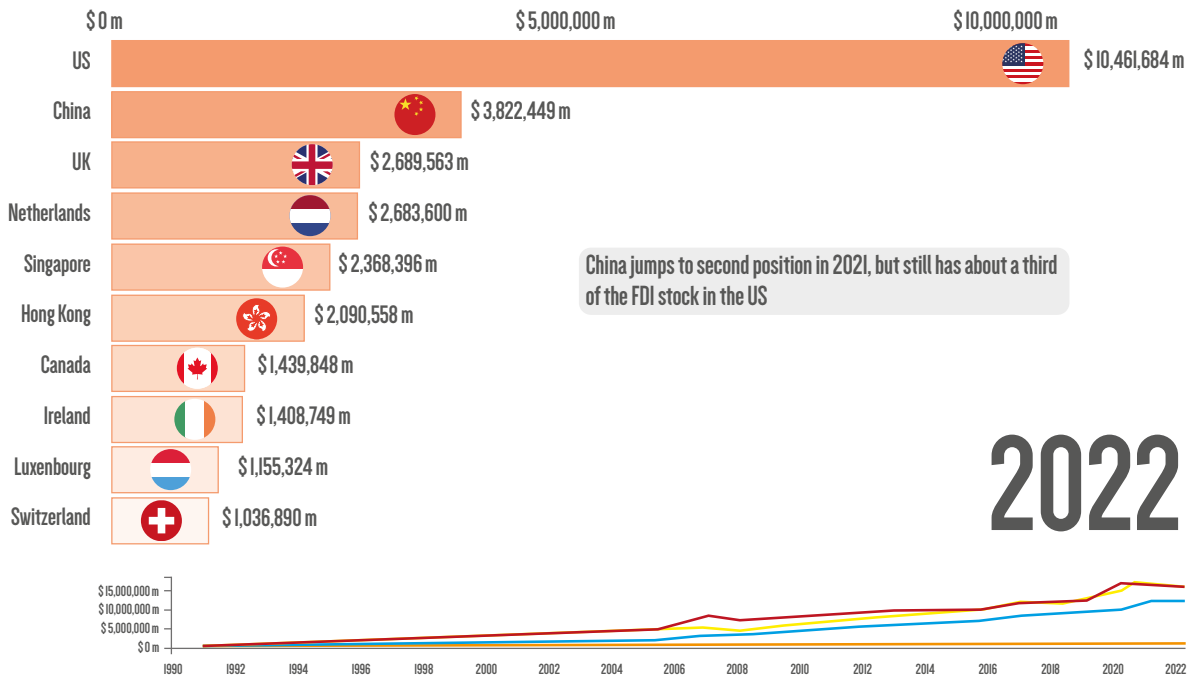 $ 0 m $ 5,000,000 m $ 10,000,000 m
US $ 10,461,684 m
China $ 3,822,449 m
UK $ 2,689,563 m
Netherlands $ 2,683,600 m
Singapore $ 2,368,396 m
China jumps to second position in 2021, but still has about a third
of the FDI stock in the US
Hong Kong $ 2,090,558 m
Canada $ 1,439,848 m
Ireland $ 1,408,749 m
Luxenbourg $ 1,155,324 m
Switzerland $ 1,036,890 m
2022
$ 15,000,000 m
$ 10,000,000 m
$ 5,000,000 m
$ 0 m
1990 1992 1994 1996 1998 2000 2002 2004 2006 2008 2010 2012 2014 2016 2018 2020 2022